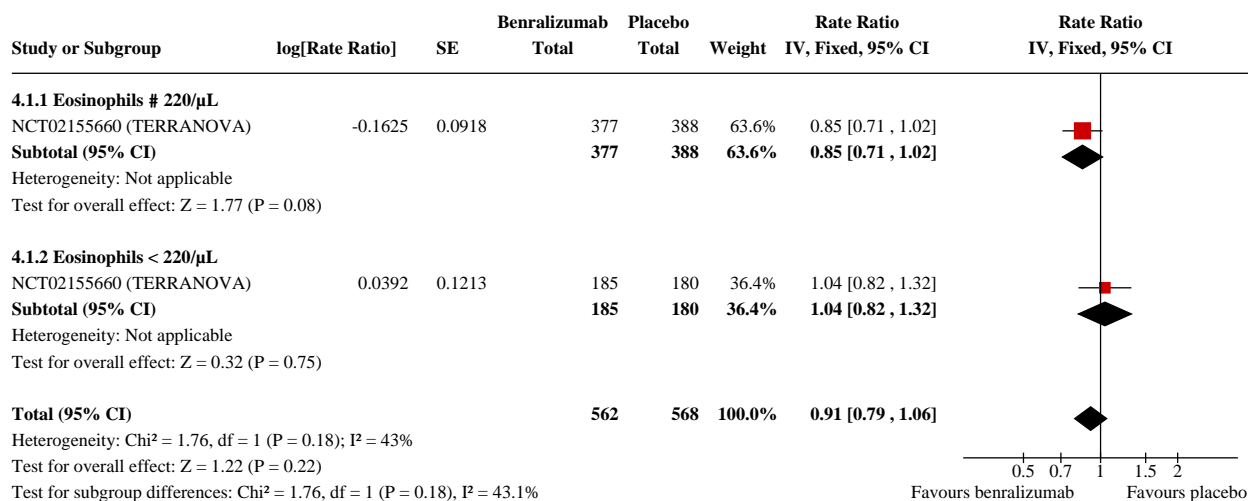 Benralizumab Placebo Rate Ratio Rate Ratio
Study or Subgroup log[Rate Ratio] SE Total Total Weight IV, Fixed, 95% CI IV, Fixed, 95% CI
4.1.1 Eosinophils # 220/µL
NCT02155660 (TERRANOVA) -0.1625 0.0918 377 388 63.6% 0.85 [0.71 , 1.02]
Subtotal (95% CI) 377 388 63.6% 0.85 [0.71 , 1.02]
Heterogeneity: Not applicable
Test for overall effect: Z = 1.77 (P = 0.08)
4.1.2 Eosinophils < 220/µL
NCT02155660 (TERRANOVA) 0.0392 0.1213 185 180 36.4% 1.04 [0.82 , 1.32]
Subtotal (95% CI) 185 180 36.4% 1.04 [0.82 , 1.32]
Heterogeneity: Not applicable
Test for overall effect: Z = 0.32 (P = 0.75)
Total (95% CI) 562 568 100.0% 0.91 [0.79 , 1.06]
Heterogeneity: Chi² = 1.76, df = 1 (P = 0.18); I² = 43%
Test for overall effect: Z = 1.22 (P = 0.22)
0.5 0.7 1 1.5 2
Test for subgroup differences: Chi² = 1.76, df = 1 (P = 0.18), I² = 43.1% Favours benralizumab Favours placebo